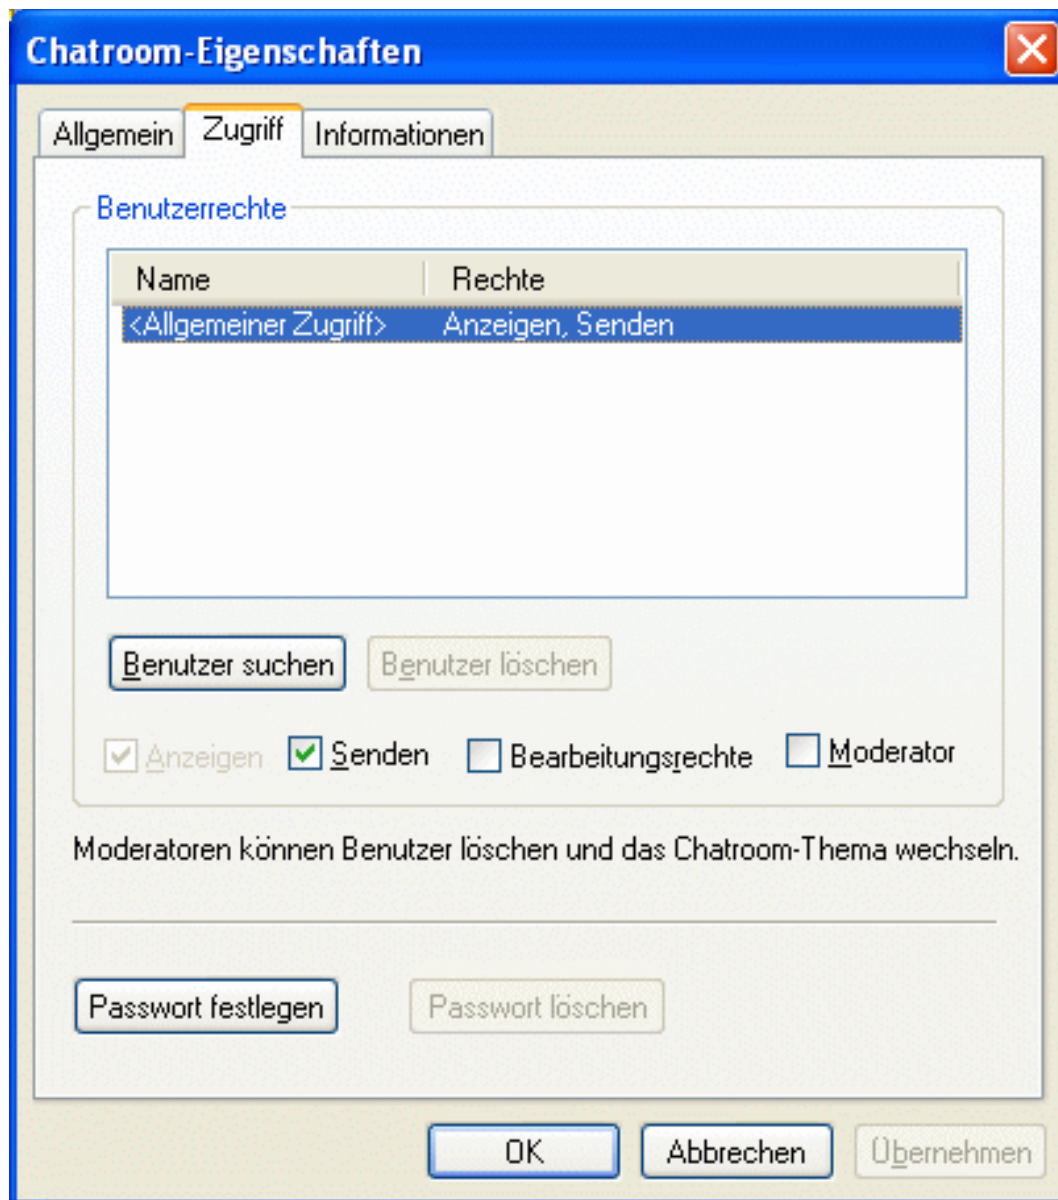 Chatroom-Eigenschaften
Allgemein Zugriff Informationen
Benutzerrechte
Name Rechte
<Allgemeiner Zugriff> Anzeigen, Senden
Benutzer suchen Benutzer löschen
Anzeigen Senden Bearbeitungsrechte Moderator
Moderatoren können Benutzer löschen und das Chatroom-Thema wechseln.
Passwort festlegen Passwort löschen
OK Abbrechen Übernehmen